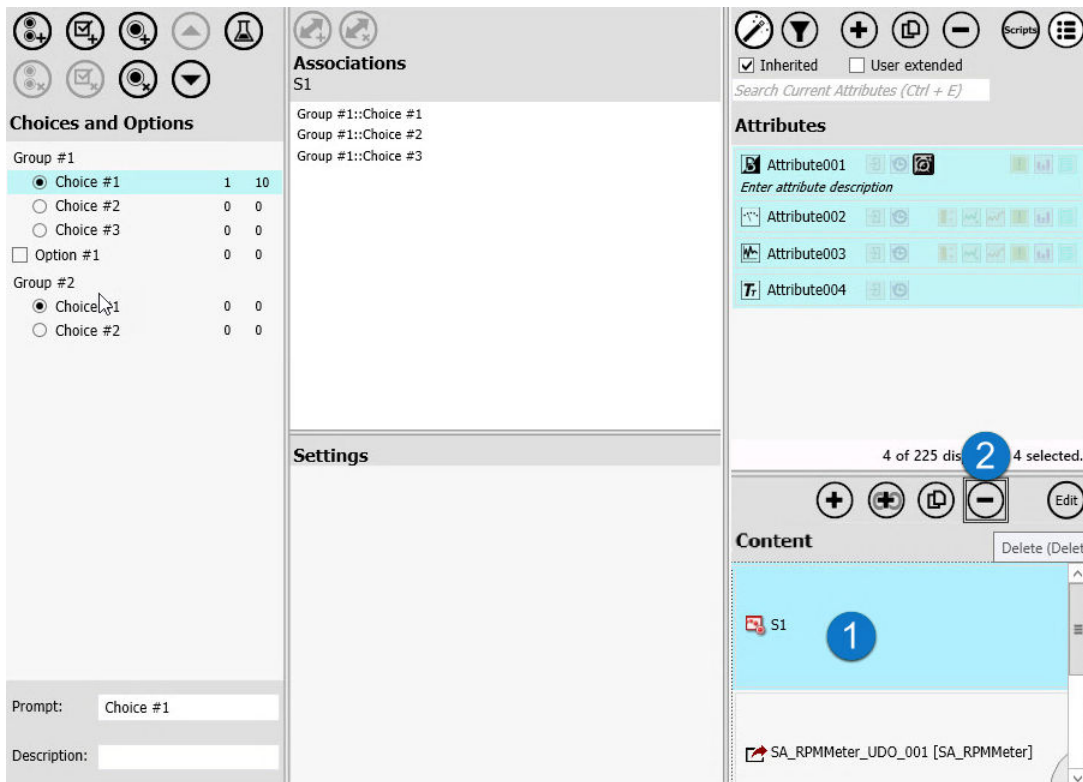 Choices and Options
Group #1
Choice #1 1 10
Choice #2 0 0
Choice #3 0 0
Option #1 0 0
Group #2
Choice #1 0 0
Choice #2 0 0
Prompt: Choice #1
Description:
Associations
S1
Group #1::Choice #1
Group #1::Choice #2
Group #1::Choice #3
Settings
Scripts
Inherited User extended
Search Current Attributes (Ctrl + E)
Attributes
Attribute001
Enter attribute description
Attribute002
Attribute003
Tт Attribute004
4 of 225 dis 2 4 selected.
Edit
Content
Delete (Delet
S1 1
SA_RPMMeter_UDO_001 [SA_RPMMeter]